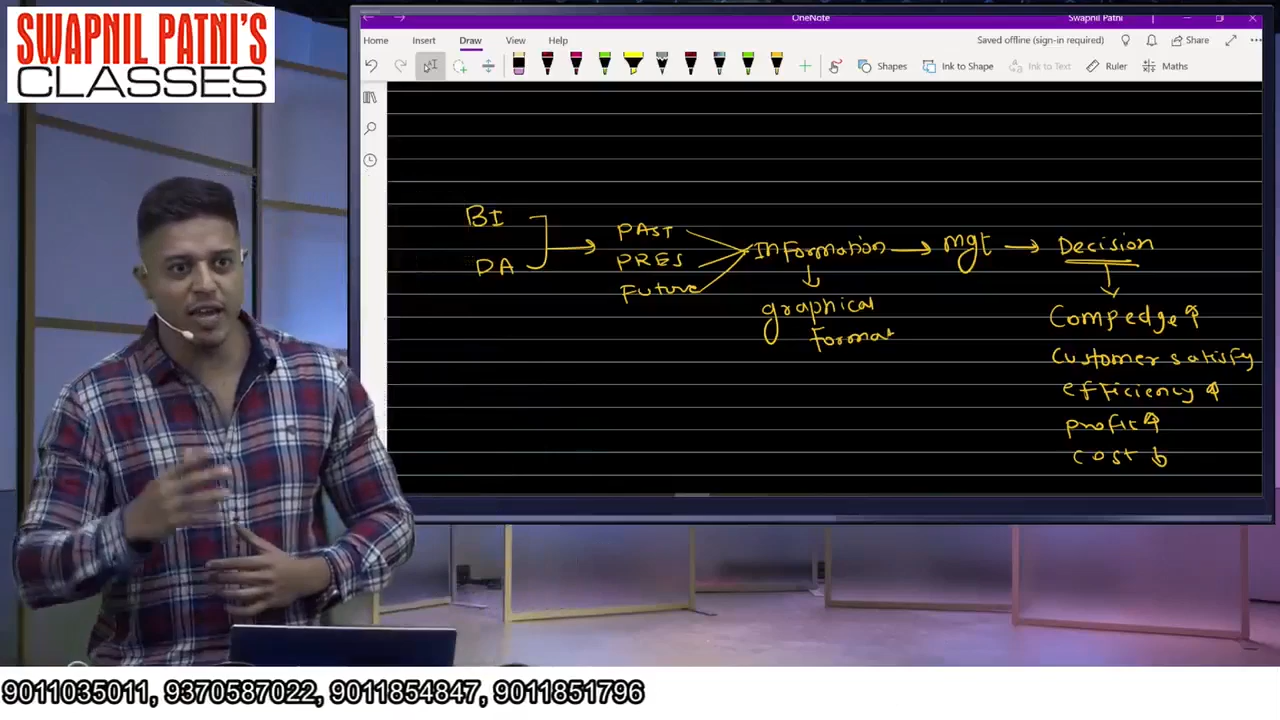 SWAPNIL PATNI'S
CLASSES
OneNote
Swapnil Patni
Home Insert Draw View Help
Saved offline (sign-in required)
Share
Shapes
Ink to Shape
Ink to Text
Ruler
Maths
BI
DA
PAST
PRES
Future
Information
graphical
format
mgt
Decision
Comp edge
Customer satisfy
efficiency
profit
cost
9011035011, 9370587022, 9011854847, 9011851796